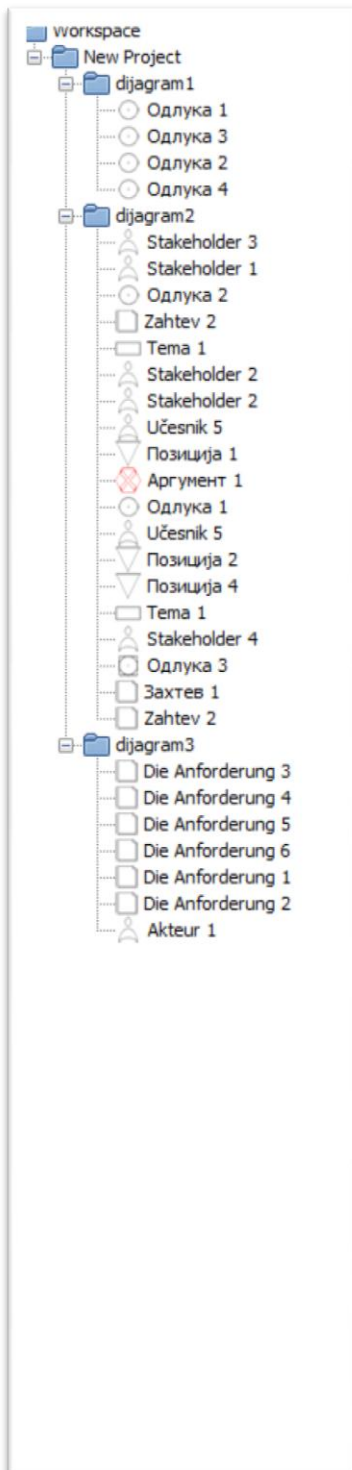 Workspace
New Project
dijagram1
Одлука 1
Одлука 3
Одлука 2
Одлука 4
dijagram2
Stakeholder 3
Stakeholder 1
Одлука 2
Zahtev 2
Tema 1
Stakeholder 2
Stakeholder 2
Učesnik 5
Позиција 1
Аргумент 1
Одлука 1
Učesnik 5
Позиција 2
Позиција 4
Tema 1
Stakeholder 4
Одлука 3
Захтев 1
Zahtev 2
dijagram3
Die Anforderung 3
Die Anforderung 4
Die Anforderung 5
Die Anforderung 6
Die Anforderung 1
Die Anforderung 2
Akteur 1